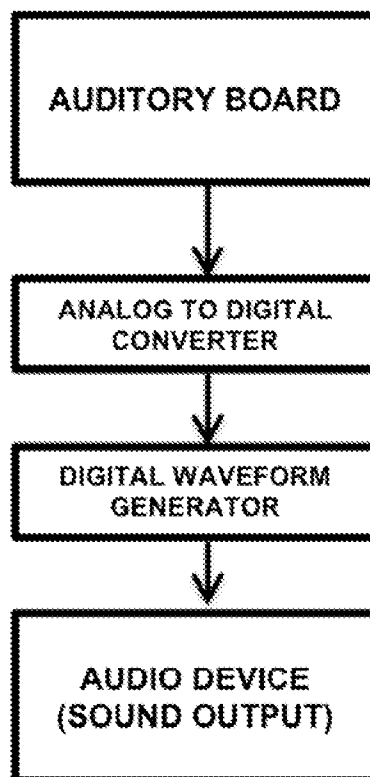 AUDITORY BOARD
ANALOG TO DIGITAL
CONVERTER
DIGITAL WAVEFORM
GENERATOR
AUDIO DEVICE
(SOUND OUTPUT)